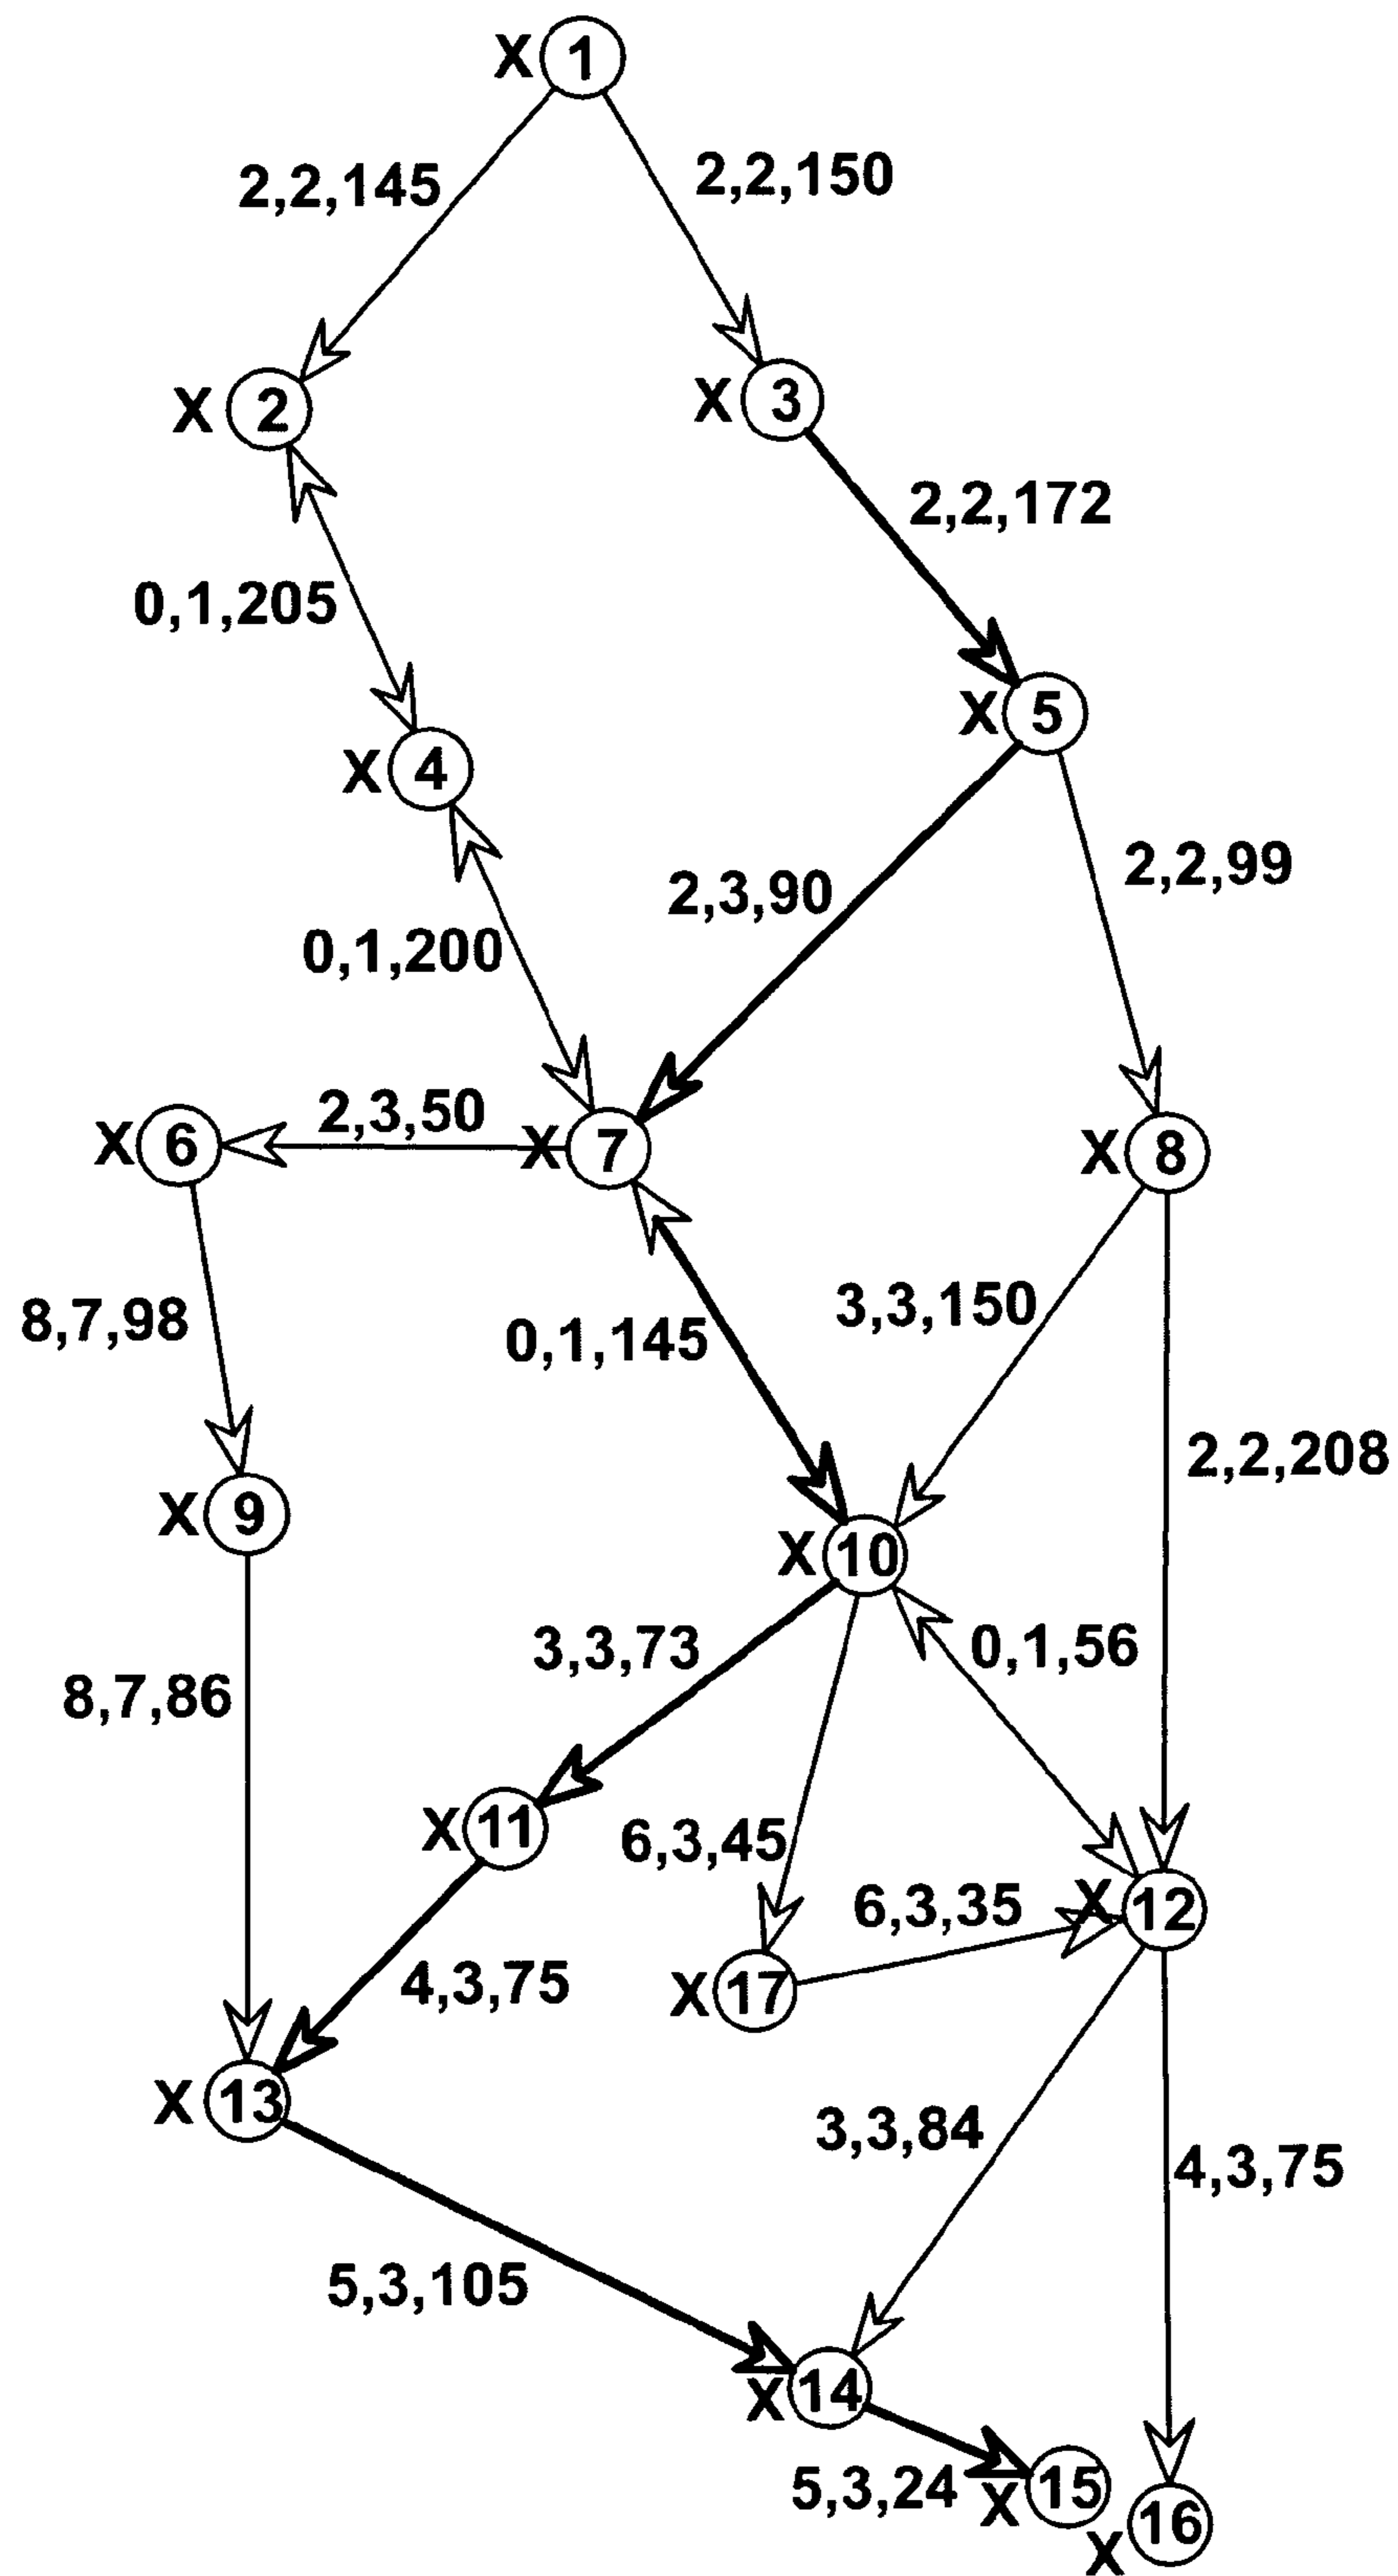 X 1
2,2,145
2,2,150
X 2
X 3
2,2,172
0,1,205
X 5
X 4
2,2,99
2,3,90
0,1,200
2,3,50
X 6
X 7
X 8
3,3,150
8,7,98
0,1,145
2,2,208
X 9
X 10
3,3,73
0,1,56
8,7,86
X 11
6,3,45
6,3,35
X 12
4,3,75
X 17
X 13
3,3,84
4,3,75
5,3,105
X 14
5,3,24
X 15
X 16